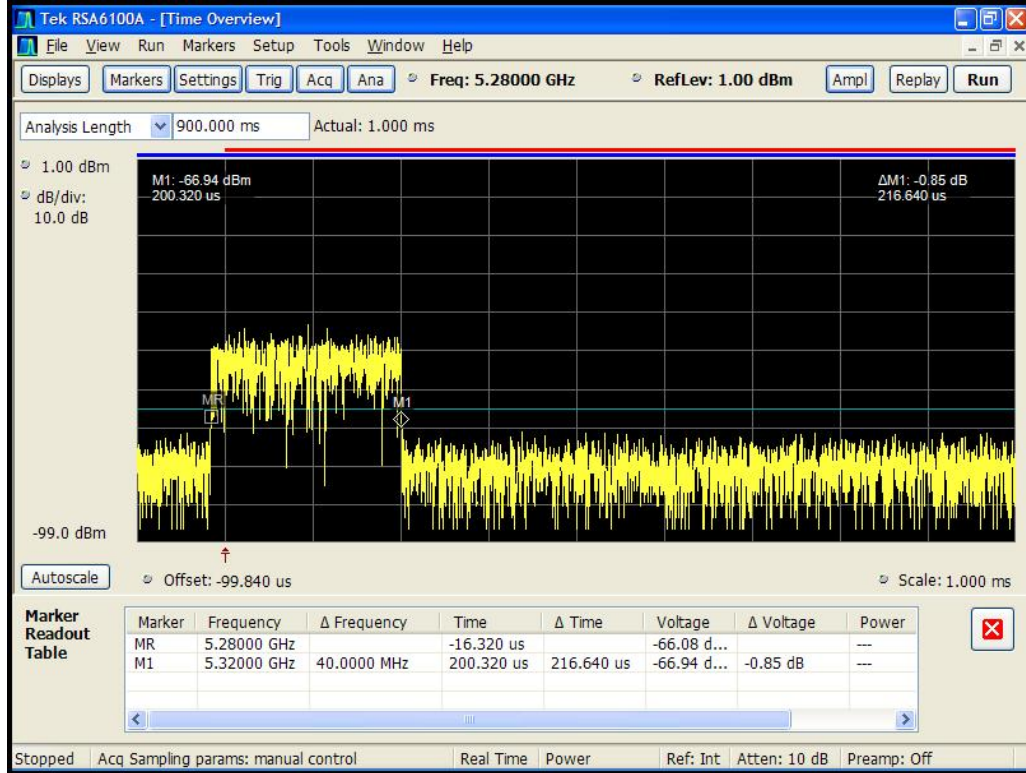 Tek RSA6100A - [Time Overview]
File View Run Markers Setup Tools Window Help
Displays Markers Settings Trig Acq Ana Freq: 5.28000 GHz RefLev: 1.00 dBm Ampl Replay Run
Analysis Length 900.000 ms Actual: 1.000 ms
1.00 dBm
dB/div:
10.0 dB
M1: -66.94 dBm
200.320 us
ΔM1: -0.85 dB
216.640 us
MR
M1
-99.0 dBm
Autoscale Offset: -99.840 us Scale: 1.000 ms
Marker
Readout
Table
Marker Frequency Δ Frequency Time Δ Time Voltage Δ Voltage Power
MR 5.28000 GHz -16.320 us -66.08 d... ---
M1 5.32000 GHz 40.0000 MHz 200.320 us 216.640 us -66.94 d... -0.85 dB ---
Stopped Acq Sampling params: manual control Real Time Power Ref: Int Atten: 10 dB Preamp: Off